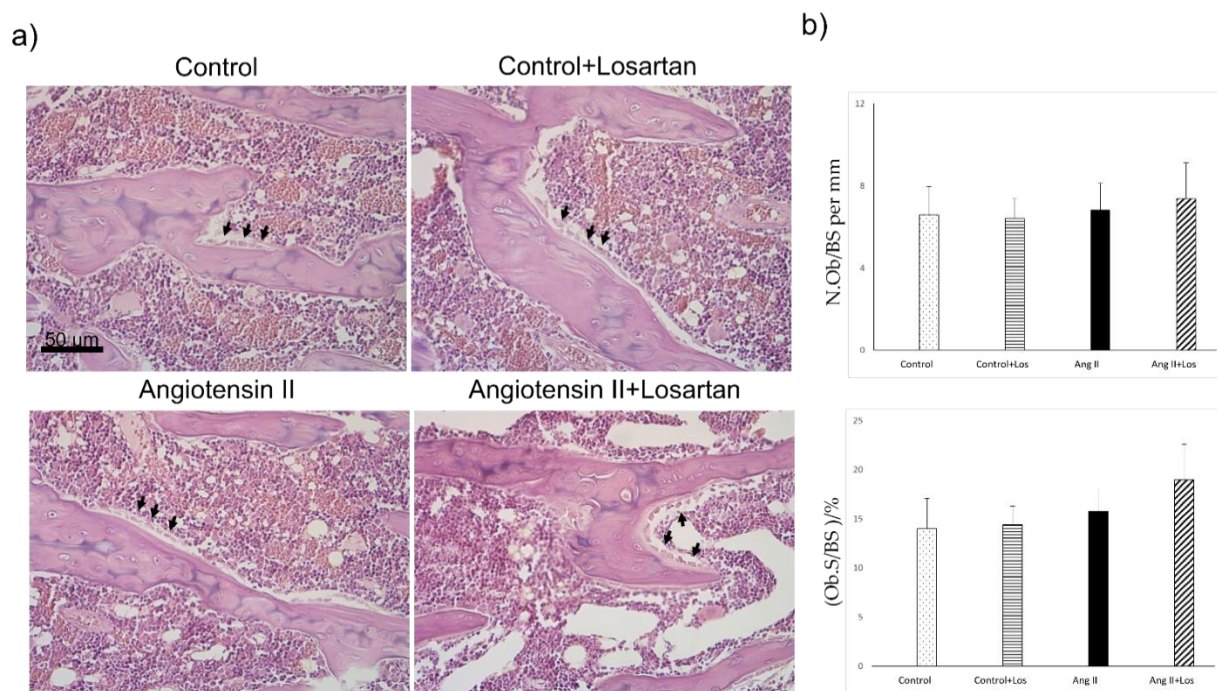 a)
Control
Control+Losartan
50 µm
Angiotensin II
Angiotensin II+Losartan
b)
N.Ob/BS per mm
12
8
4
0
Control
Control+Los
Ang II
Ang II+Los
(Ob.S/BS )/%
25
20
15
10
5
0
Control
Control+Los
Ang II
Ang II+Los